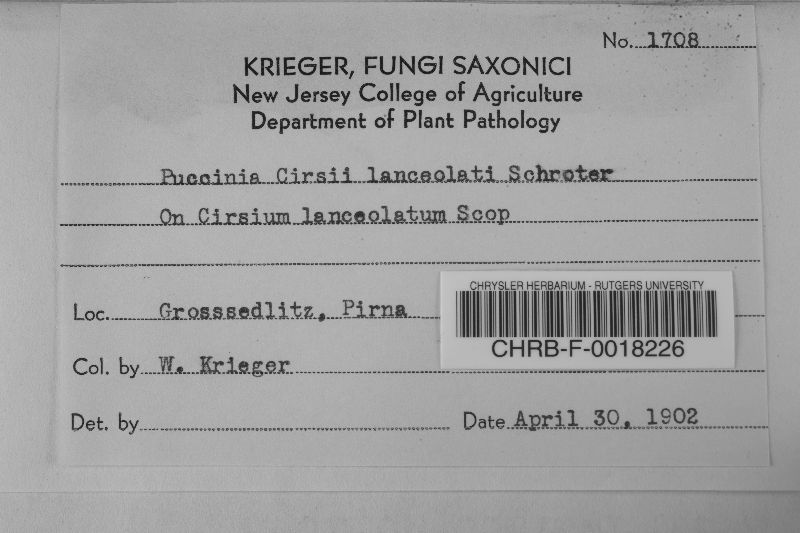 No. 1708
KRIEGER, FUNGI SAXONICI
New Jersey College of Agriculture
Department of Plant Pathology
Puccinia Cirsii lanceolati Schroter
On Cirsium lanceolatum Scop
Loc. Grosssedlitz, Pirna
CHRYSLER HERBARIUM - RUTGERS UNIVERSITY
CHRB-F-0018226
Col. by W. Krieger
Det. by
Date April 30, 1902